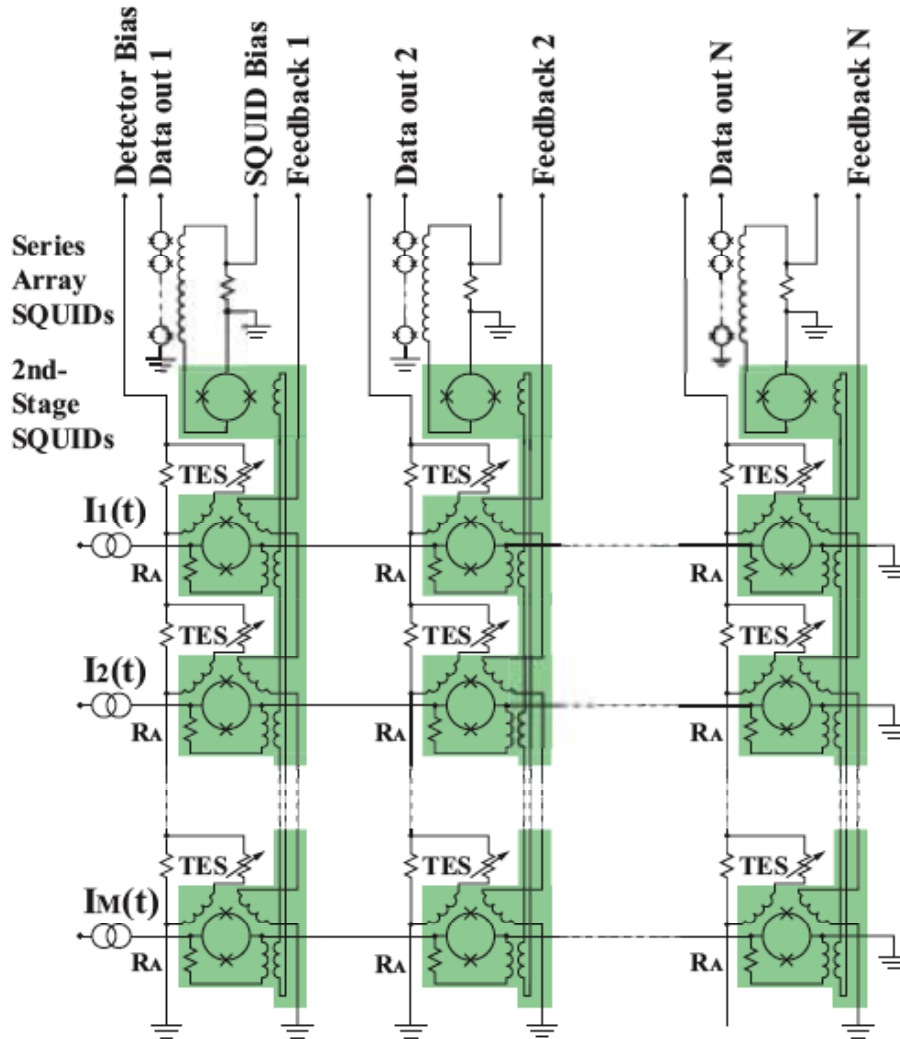 Detector Bias
Data out 1
SQUID Bias
Feedback 1
Data out 2
Feedback 2
Data out N
Feedback N
Series
Array
SQUIDs
2nd-
Stage
SQUIDs
TES TES TES
I1(t)
RA RA RA
TES TES TES
I2(t)
RA RA RA
TES TES TES
IM(t)
RA RA RA